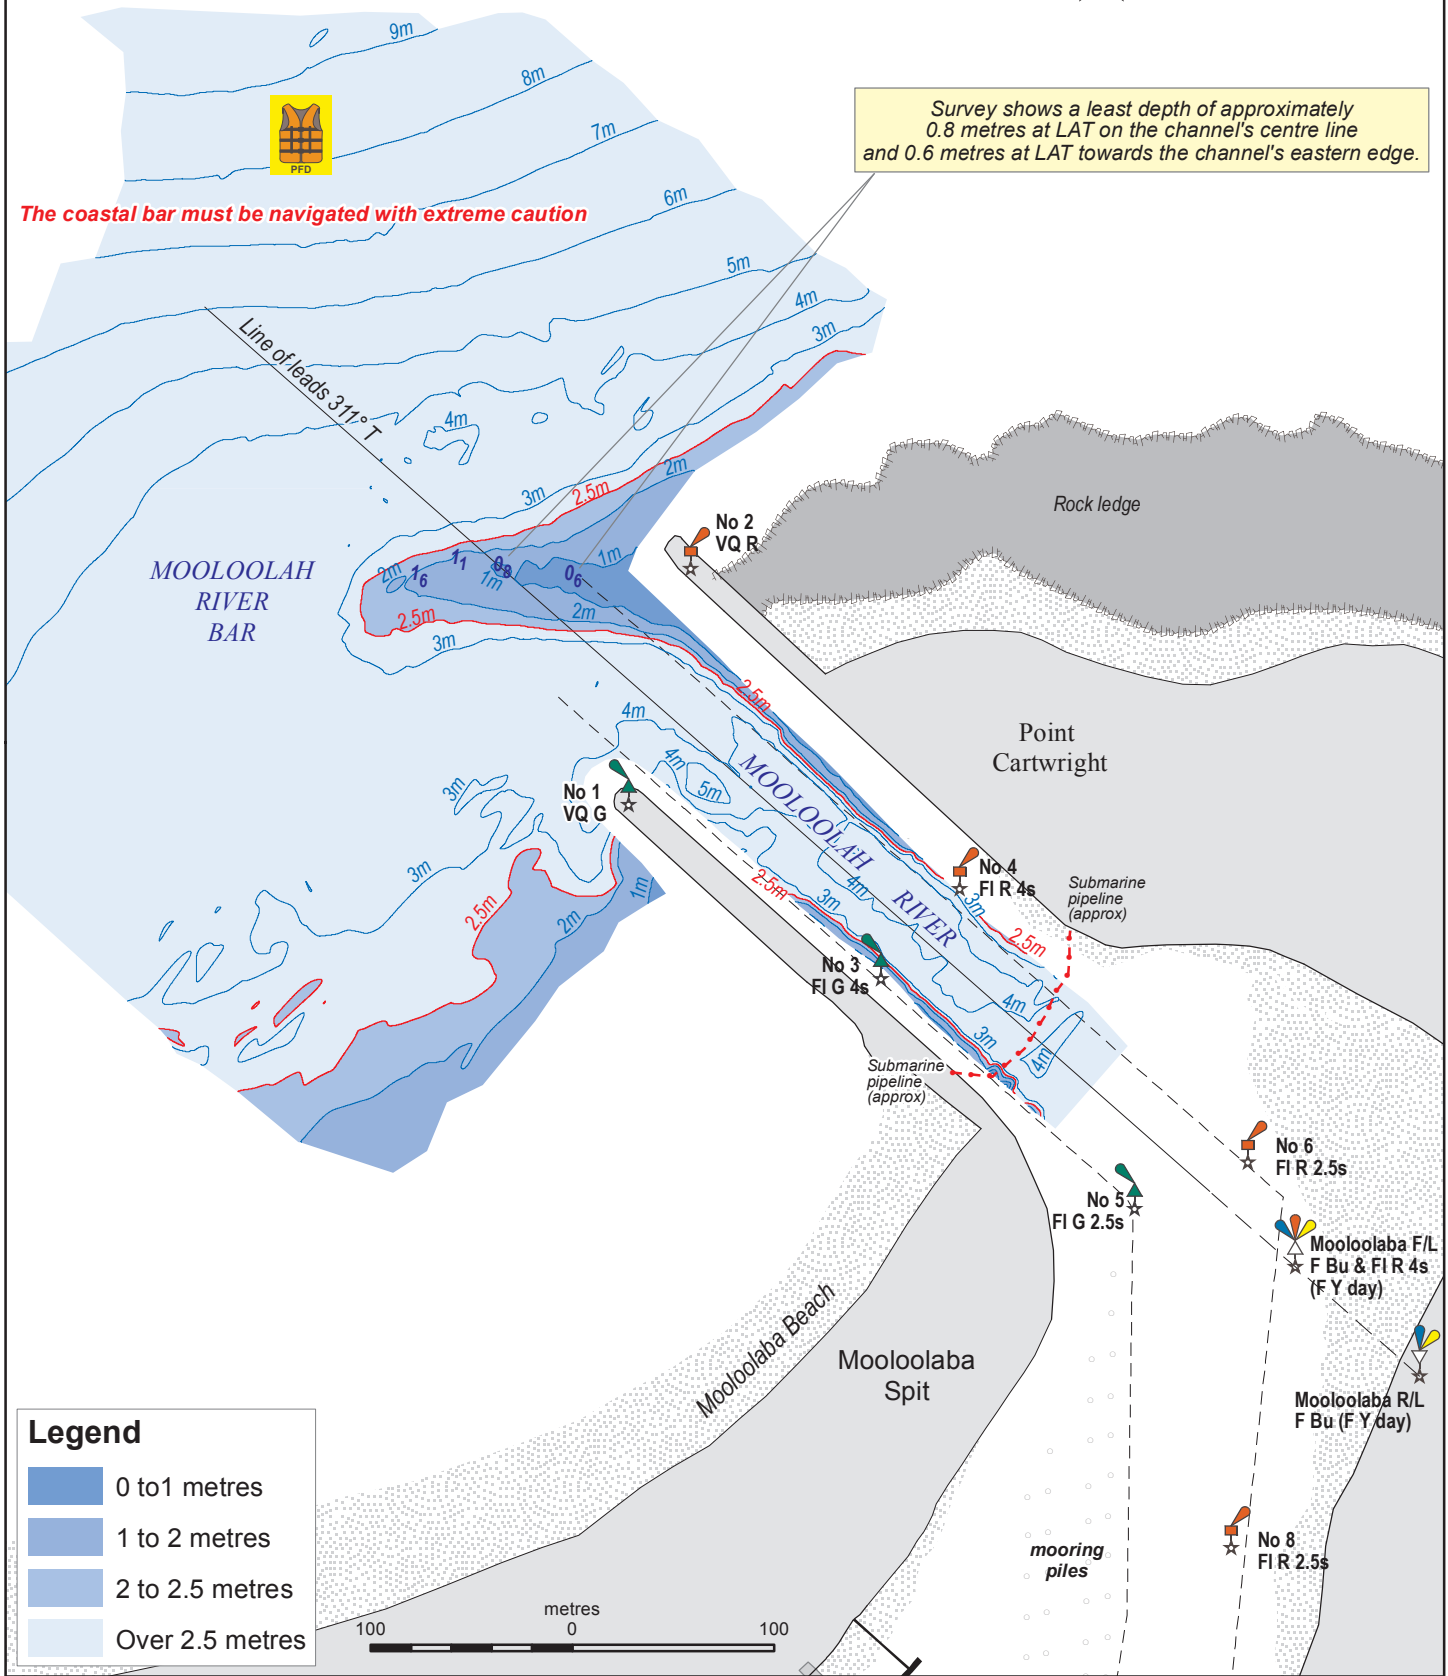 9m
8m
7m
6m
5m
4m
3m
PFD
The coastal bar must be navigated with extreme caution
Survey shows a least depth of approximately
0.8 metres at LAT on the channel's centre line
and 0.6 metres at LAT towards the channel's eastern edge.
Line of leads 311° T
4m
2m
3m
2.5m
Rock ledge
No 2
VQ R
MOOLOOLAH
RIVER
BAR
2m
1₆
1₁
0₈
1m
0₆
1m
2m
2.5m
3m
2.5m
4m
Point
Cartwright
4m
5m
MOOLOOLAH RIVER
No 1
VQ G
3m
3m
2.5m
2m
1m
2.5m
3m
4m
No 4
Fl R 4s
3m
2.5m
Submarine
pipeline
(approx)
No 3
Fl G 4s
4m
3m
4m
Submarine
pipeline
(approx)
No 6
Fl R 2.5s
No 5
Fl G 2.5s
Mooloolaba F/L
F Bu & Fl R 4s
(F Y day)
Mooloolaba Beach
Mooloolaba
Spit
Mooloolaba R/L
F Bu (F Y day)
Legend
0 to1 metres
1 to 2 metres
2 to 2.5 metres
Over 2.5 metres
mooring
piles
No 8
Fl R 2.5s
metres
100 0 100